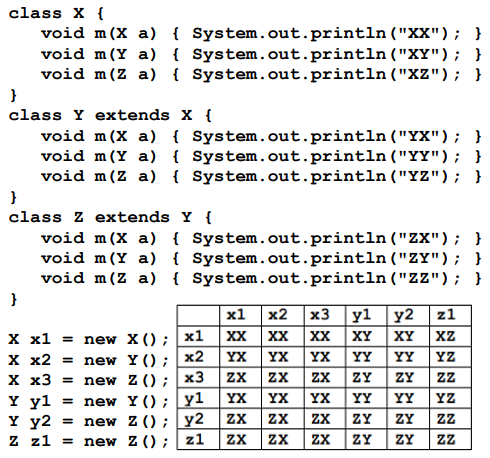 class X {
   void m(X a) { System.out.println("XX"); }
   void m(Y a) { System.out.println("XY"); }
   void m(Z a) { System.out.println("XZ"); }
}
class Y extends X {
   void m(X a) { System.out.println("YX"); }
   void m(Y a) { System.out.println("YY"); }
   void m(Z a) { System.out.println("YZ"); }
}
class Z extends Y {
   void m(X a) { System.out.println("ZX"); }
   void m(Y a) { System.out.println("ZY"); }
   void m(Z a) { System.out.println("ZZ"); }
}
X x1 = new X();
X x2 = new Y();
X x3 = new Z();
Y y1 = new Y();
Y y2 = new Z();
Z z1 = new Z();
x1 x2 x3 y1 y2 z1
x1 XX XX XX XY XY XZ
x2 YX YX YX YY YY YZ
x3 ZX ZX ZX ZY ZY ZZ
y1 YX YX YX YY YY YZ
y2 ZX ZX ZX ZY ZY ZZ
z1 ZX ZX ZX ZY ZY ZZ